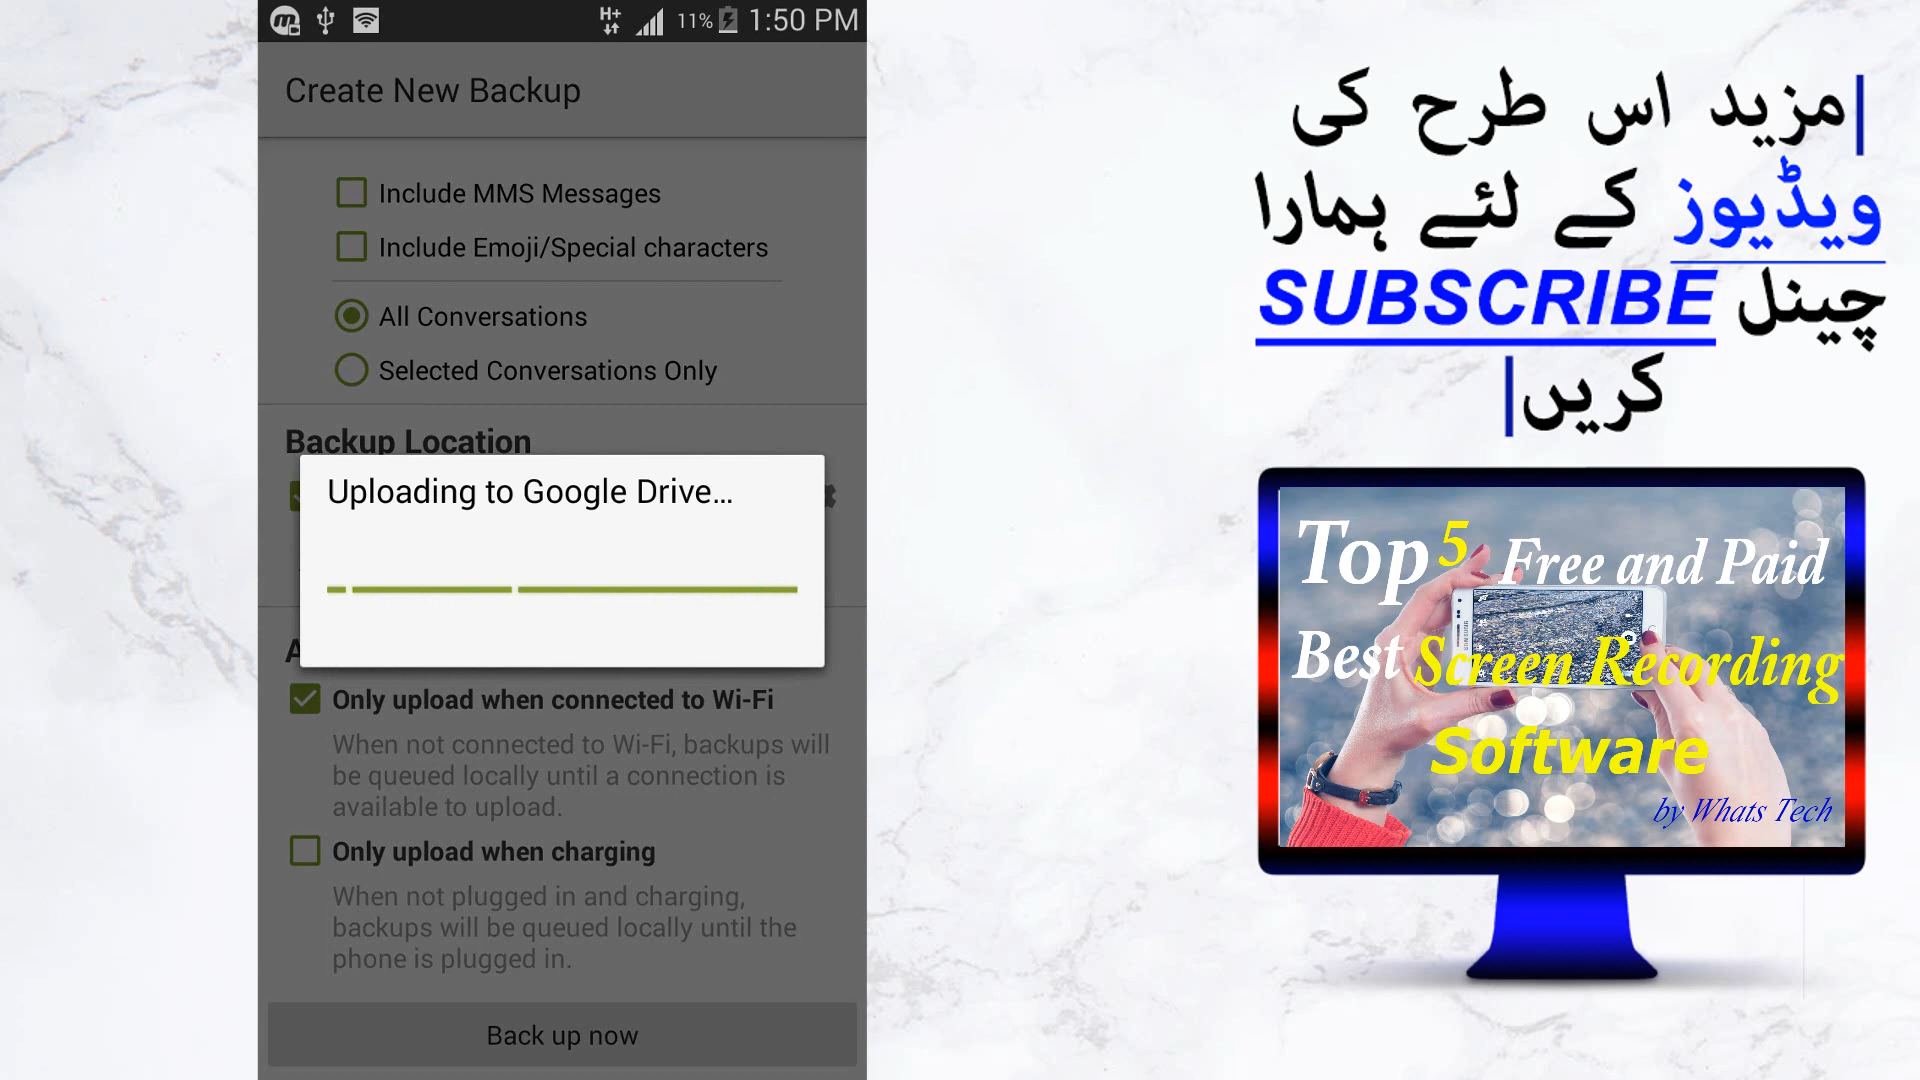 H+ 11% 1:50 PM
Create New Backup
Include MMS Messages
Include Emoji/Special characters
All Conversations
Selected Conversations Only
Backup Location
Uploading to Google Drive...
Only upload when connected to Wi-Fi
When not connected to Wi-Fi, backups will
be queued locally until a connection is
available to upload.
Only upload when charging
When not plugged in and charging,
backups will be queued locally until the
phone is plugged in.
Back up now
|مزید اس طرح کی
ویڈیوز کے لئے ہمارا
چینل SUBSCRIBE
کریں|
Top 5 Free and Paid
Best Screen Recording
Software
by Whats Tech